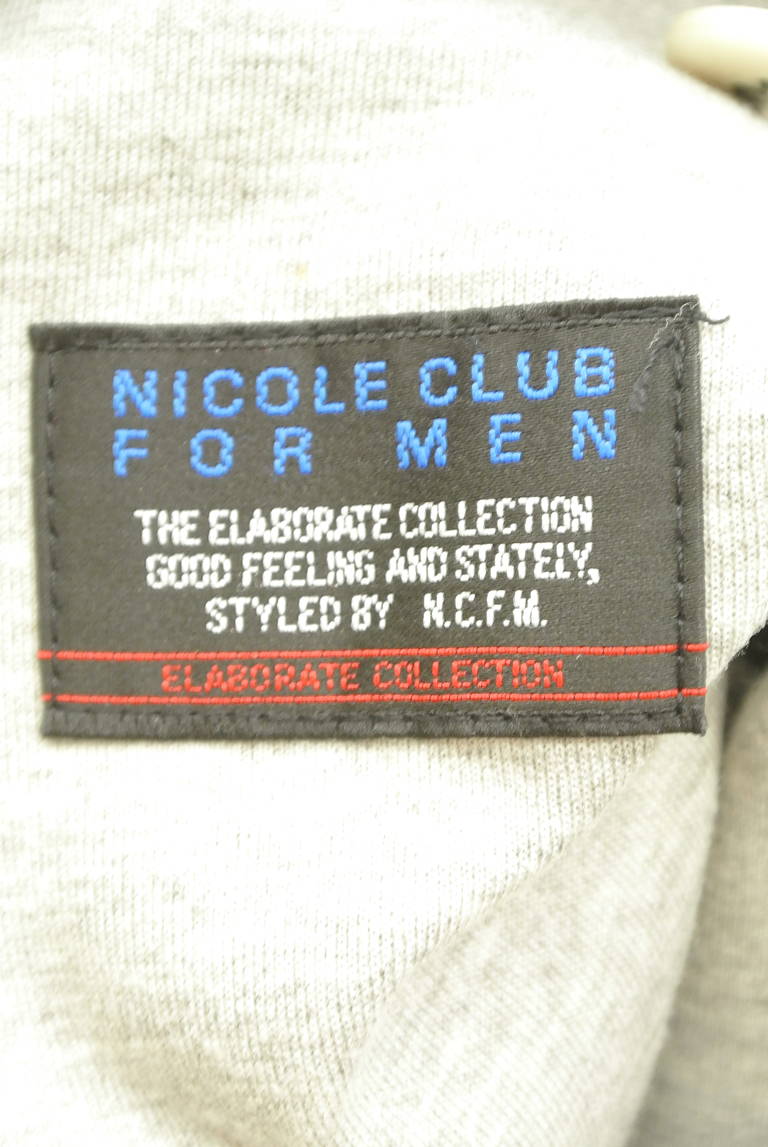 NICOLE CLUB
FOR MEN
THE ELABORATE COLLECTION
GOOD FEELING AND STATELY,
STYLED BY N.C.F.M.
ELABORATE COLLECTION